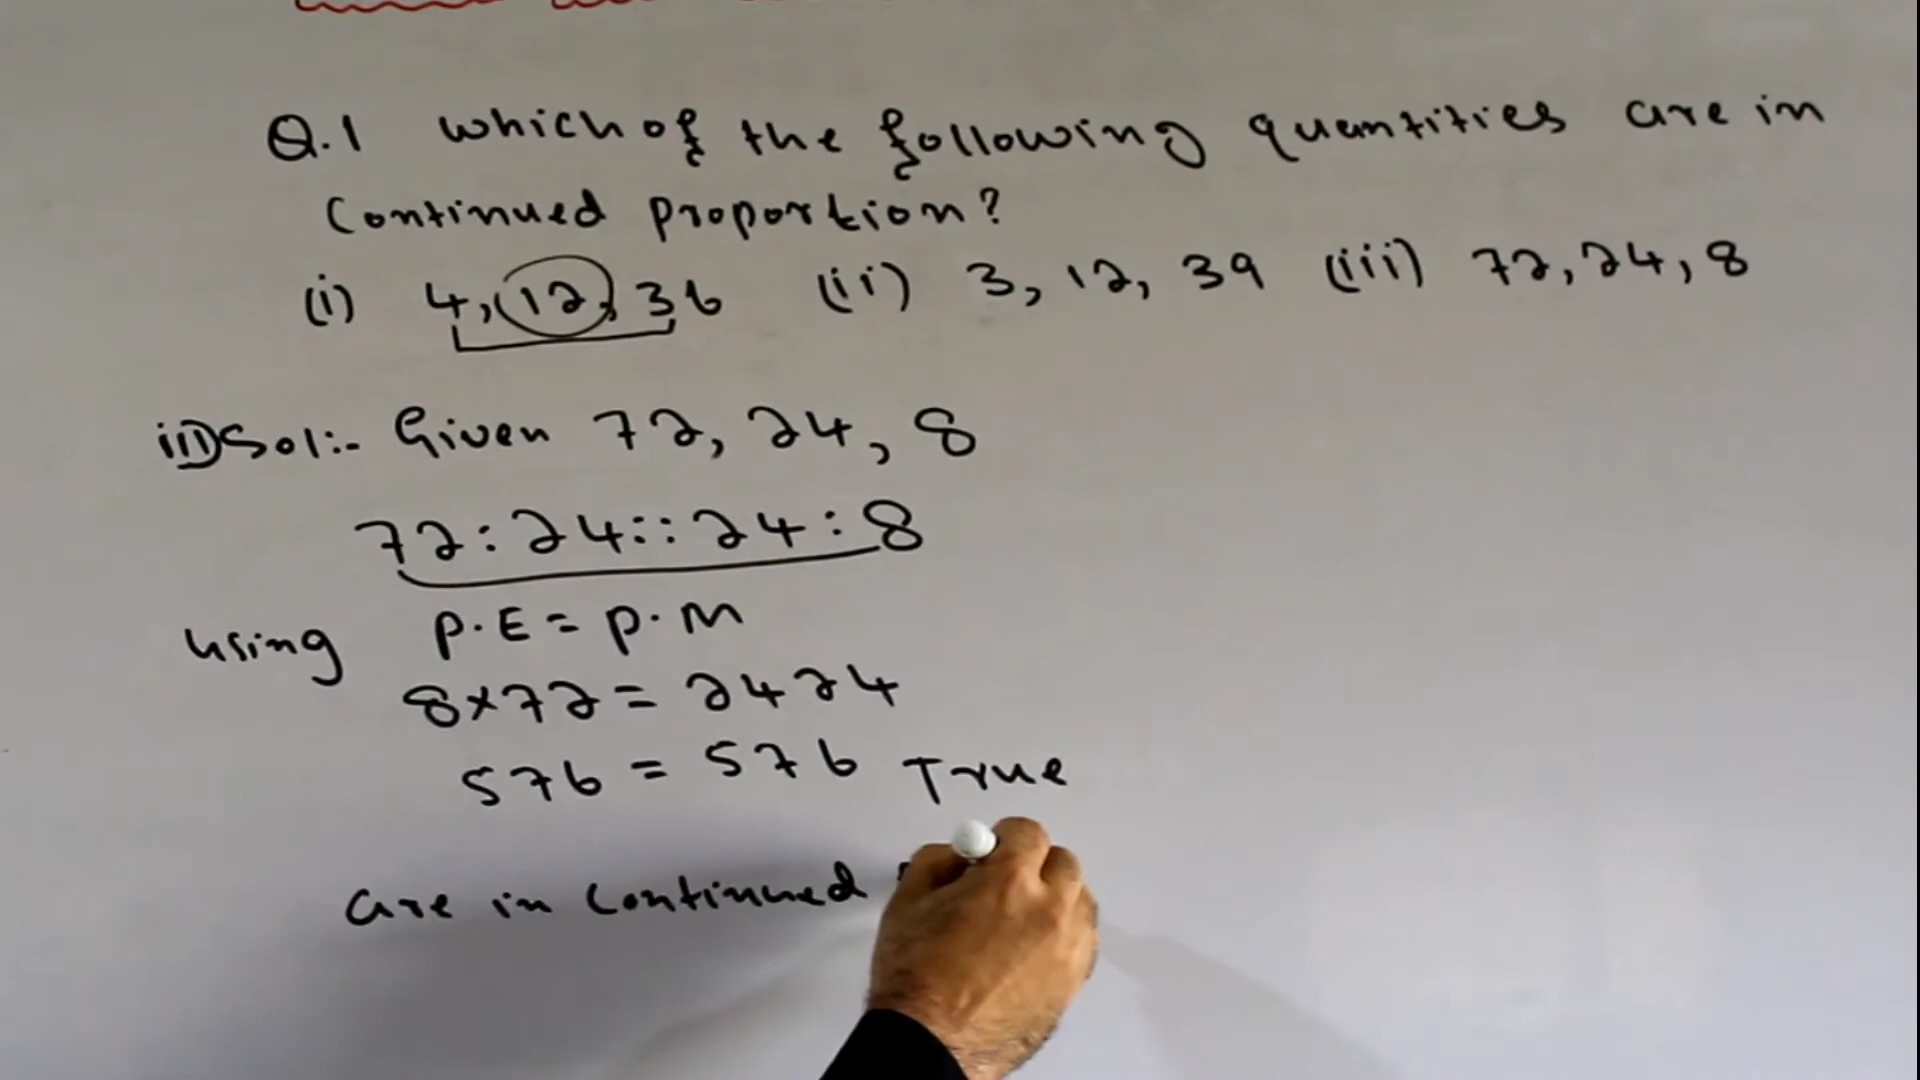 Q.1 which of the following quantities are in
Continued proportion?
(i) 4, 12, 36 (ii) 3, 12, 39 (iii) 72, 24, 8
iii) Sol:- Given 72, 24, 8
72:24::24:8
using P.E = P.M
8×72 = 2424
576 = 576 True
are in Continued